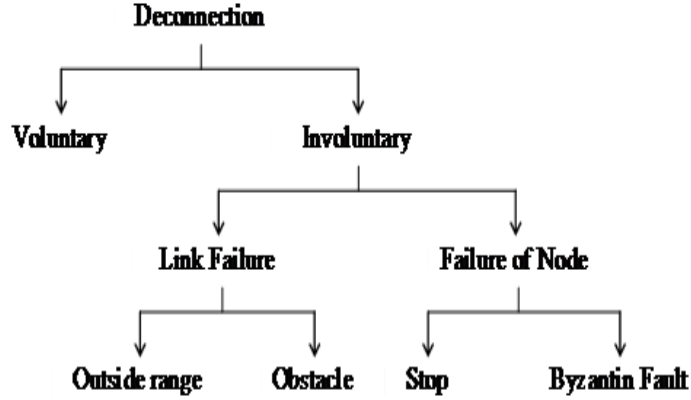 Deconnection
Voluntary
Involuntary
Link Failure
Failure of Node
Outside range
Obstacle
Stop
Byzantin Fault